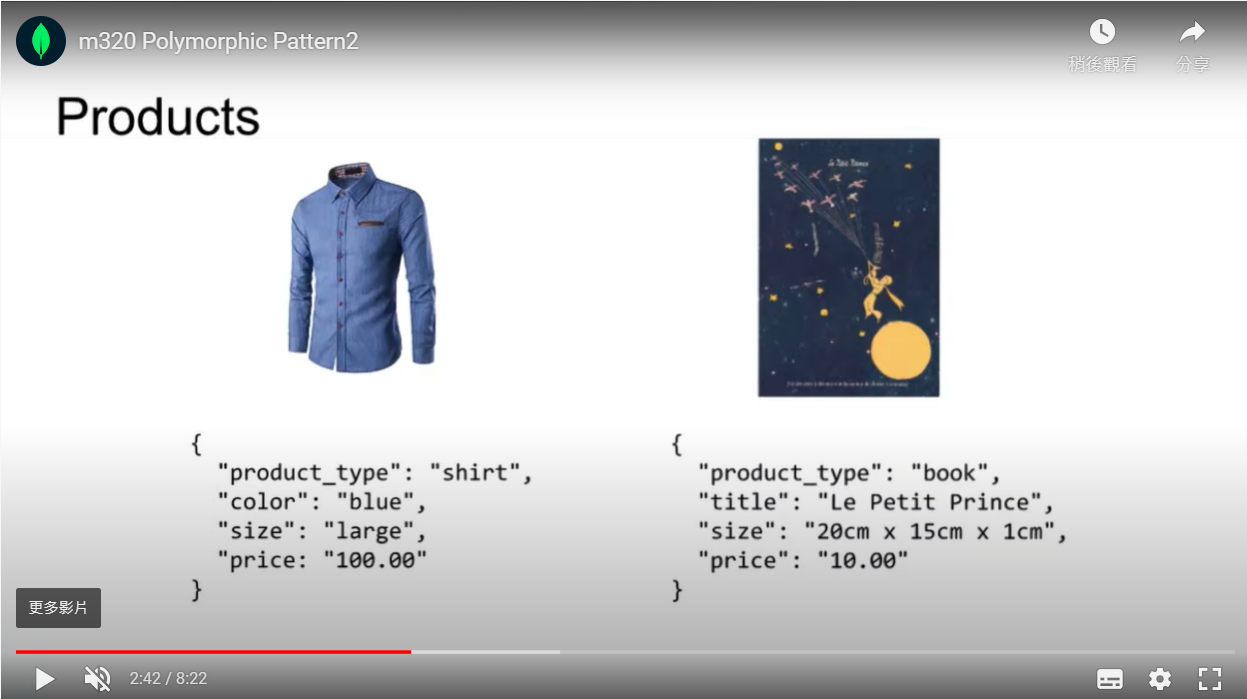 m320 Polymorphic Pattern2
稍後觀看
分享
Products
Le Petit Prince
{
"product_type": "shirt",
"color": "blue",
"size": "large",
"price: "100.00"
}
{
"product_type": "book",
"title": "Le Petit Prince",
"size": "20cm x 15cm x 1cm",
"price": "10.00"
}
更多影片
2:42 / 8:22